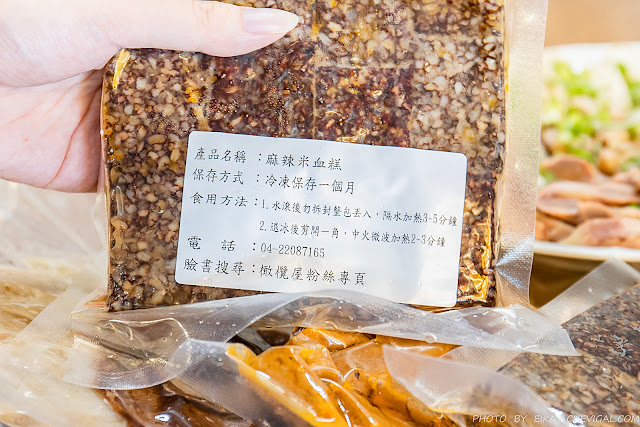 產品名稱：麻辣米血糕
保存方式：冷凍保存一個月
食用方法：1.水滾後勿拆封整包丟入，隔水加熱3-5分鐘
2.退冰後剪開一角，中火微波加熱2-3分鐘
電 話：04-22087165
臉書搜尋：橄欖屋粉絲專頁
PHOTO BY EIKA'S CHEVIGAL.COM